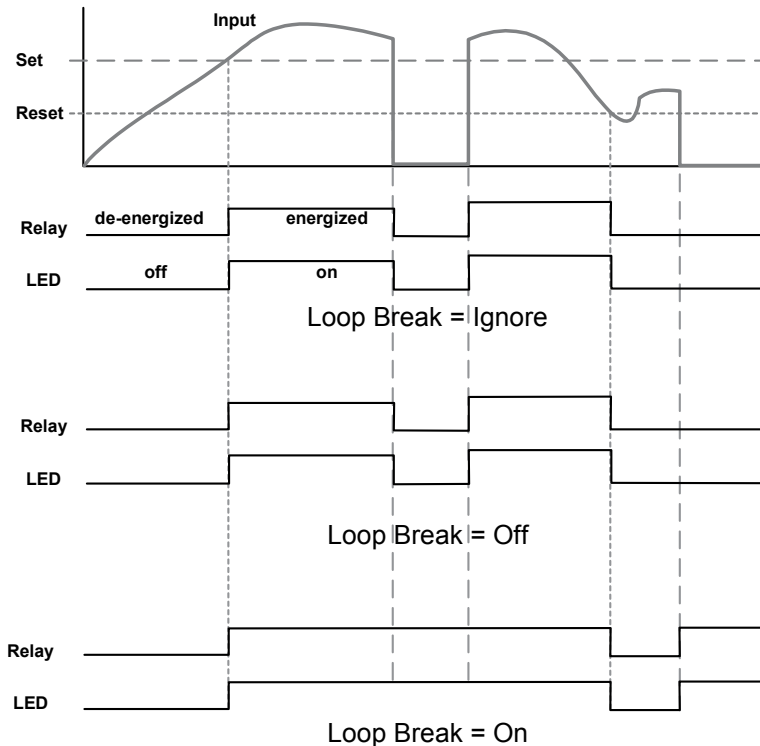 Input
Set
Reset
de-energized energized
Relay
off on
LED
Loop Break = Ignore
Relay
LED
Loop Break = Off
Relay
LED
Loop Break = On